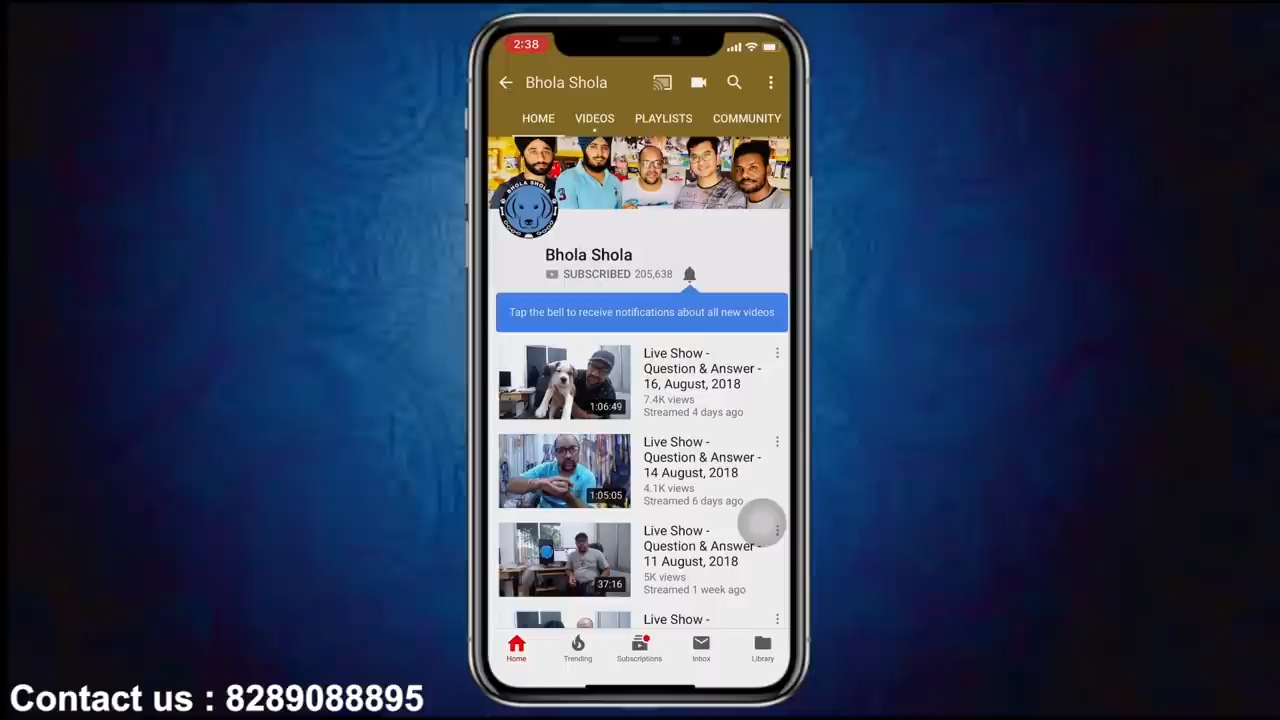 2:38
Bhola Shola
HOME VIDEOS PLAYLISTS COMMUNITY
BHOLA SHOLA
Bhola Shola
SUBSCRIBED 205,638
Tap the bell to receive notifications about all new videos
Live Show -
Question & Answer -
16, August, 2018
7.4K views
Streamed 4 days ago
1:06:49
Live Show -
Question & Answer -
14 August, 2018
4.1K views
Streamed 6 days ago
1:05:05
Live Show -
Question & Answer -
11 August, 2018
5K views
Streamed 1 week ago
37:16
Live Show -
Home Trending Subscriptions Inbox Library
Contact us : 8289088895